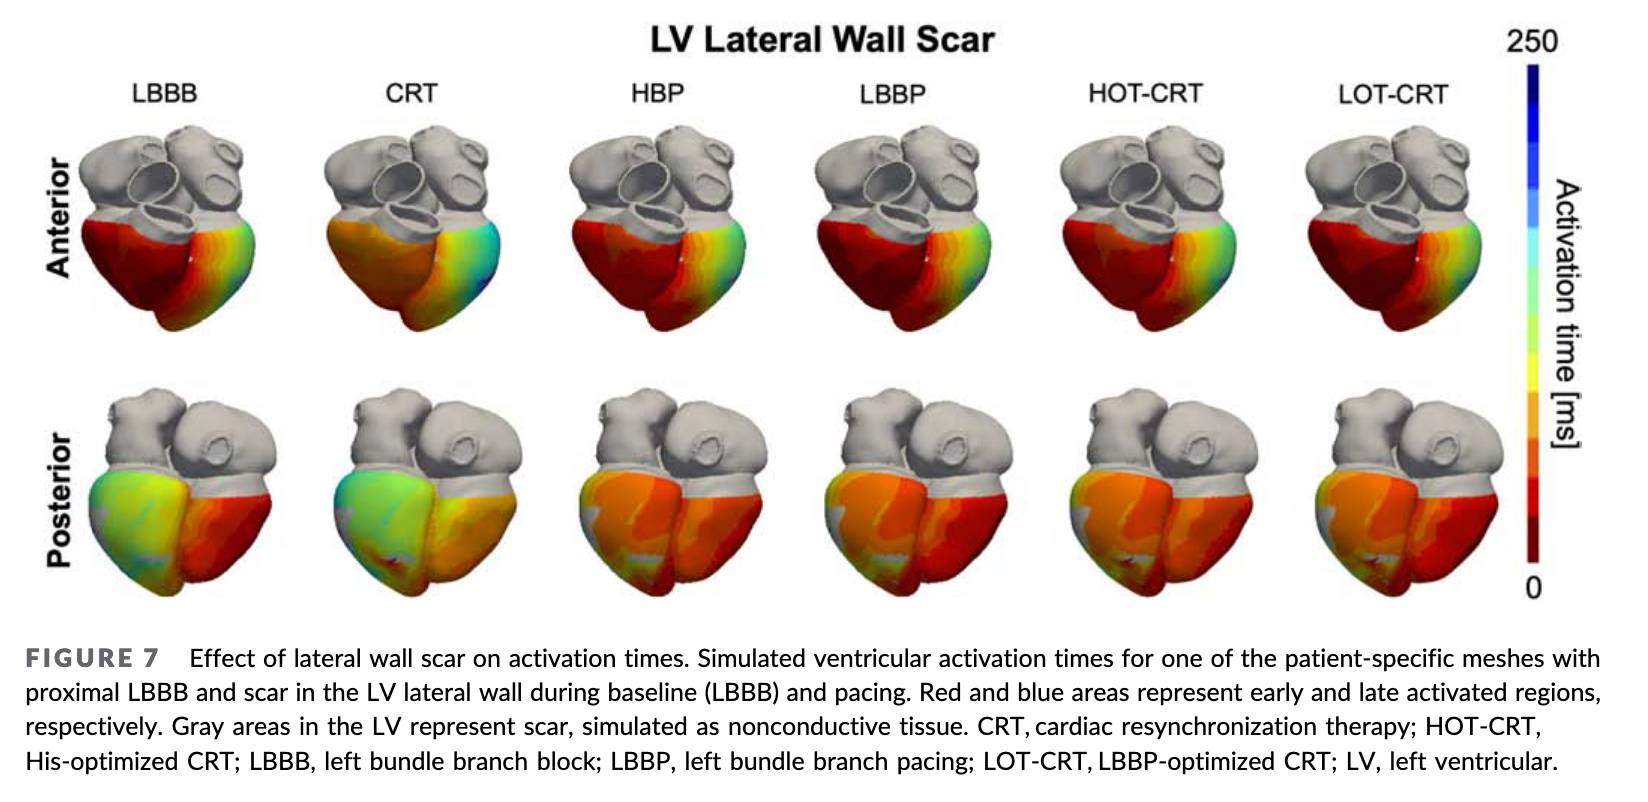 LV Lateral Wall Scar
250
LBBB CRT HBP LBBP HOT-CRT LOT-CRT
Anterior
Activation time [ms]
Posterior
0
FIGURE 7 Effect of lateral wall scar on activation times. Simulated ventricular activation times for one of the patient-specific meshes with
proximal LBBB and scar in the LV lateral wall during baseline (LBBB) and pacing. Red and blue areas represent early and late activated regions,
respectively. Gray areas in the LV represent scar, simulated as nonconductive tissue. CRT, cardiac resynchronization therapy; HOT-CRT,
His-optimized CRT; LBBB, left bundle branch block; LBBP, left bundle branch pacing; LOT-CRT, LBBP-optimized CRT; LV, left ventricular.